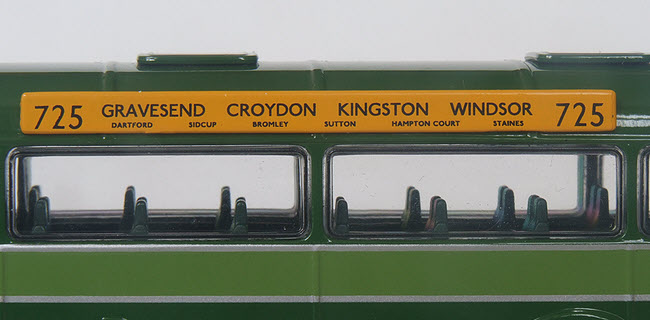 725 GRAVESEND CROYDON KINGSTON WINDSOR 725
DARTFORD SIDCUP BROMLEY SUTTON HAMPTON COURT STAINES